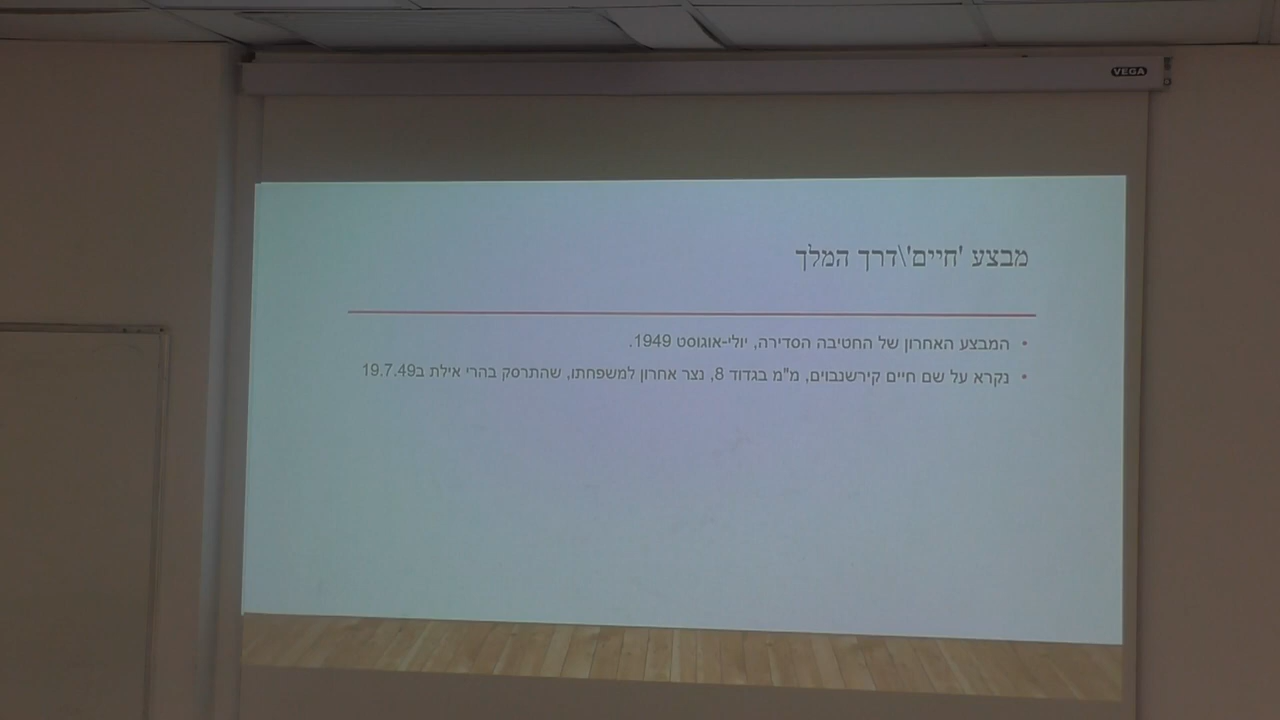 VEGA
מבצע 'חיים'\דרך המלך
המבצע האחרון של החטיבה הסדירה, יולי-אוגוסט 1949.
נקרא על שם חיים קירשנבוים, מ"מ בגדוד 8, נצר אחרון למשפחתו, שהתרסק בהרי אילת ב19.7.49